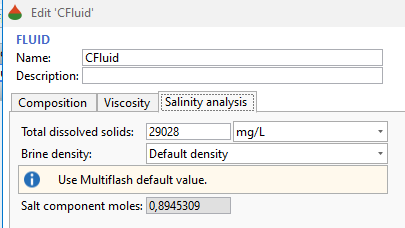 Edit 'CFluid'
FLUID
Name: CFluid
Description:
Composition Viscosity Salinity analysis
Total dissolved solids: 29028 mg/L
Brine density: Default density
Use Multiflash default value.
Salt component moles: 0,8945309